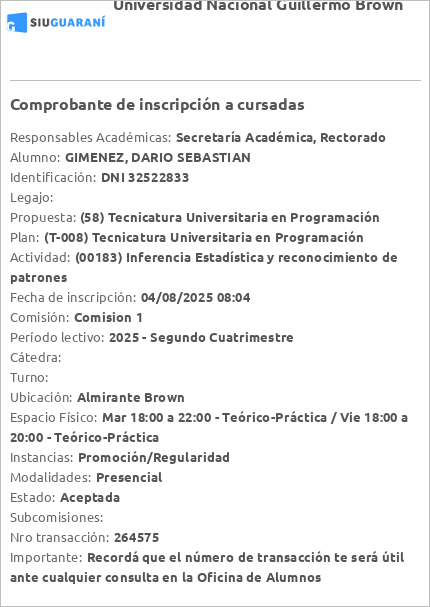 Universidad Nacional Guillermo Brown
SIUGUARANÍ
Comprobante de inscripción a cursadas
Responsables Académicas: Secretaría Académica, Rectorado
Alumno: GIMENEZ, DARIO SEBASTIAN
Identificación: DNI 32522833
Legajo:
Propuesta: (58) Tecnicatura Universitaria en Programación
Plan: (T-008) Tecnicatura Universitaria en Programación
Actividad: (00183) Inferencia Estadística y reconocimiento de
patrones
Fecha de inscripción: 04/08/2025 08:04
Comisión: Comision 1
Período lectivo: 2025 - Segundo Cuatrimestre
Cátedra:
Turno:
Ubicación: Almirante Brown
Espacio Físico: Mar 18:00 a 22:00 - Teórico-Práctica / Vie 18:00 a
20:00 - Teórico-Práctica
Instancias: Promoción/Regularidad
Modalidades: Presencial
Estado: Aceptada
Subcomisiones:
Nro transacción: 264575
Importante: Recordá que el número de transacción te será útil
ante cualquier consulta en la Oficina de Alumnos